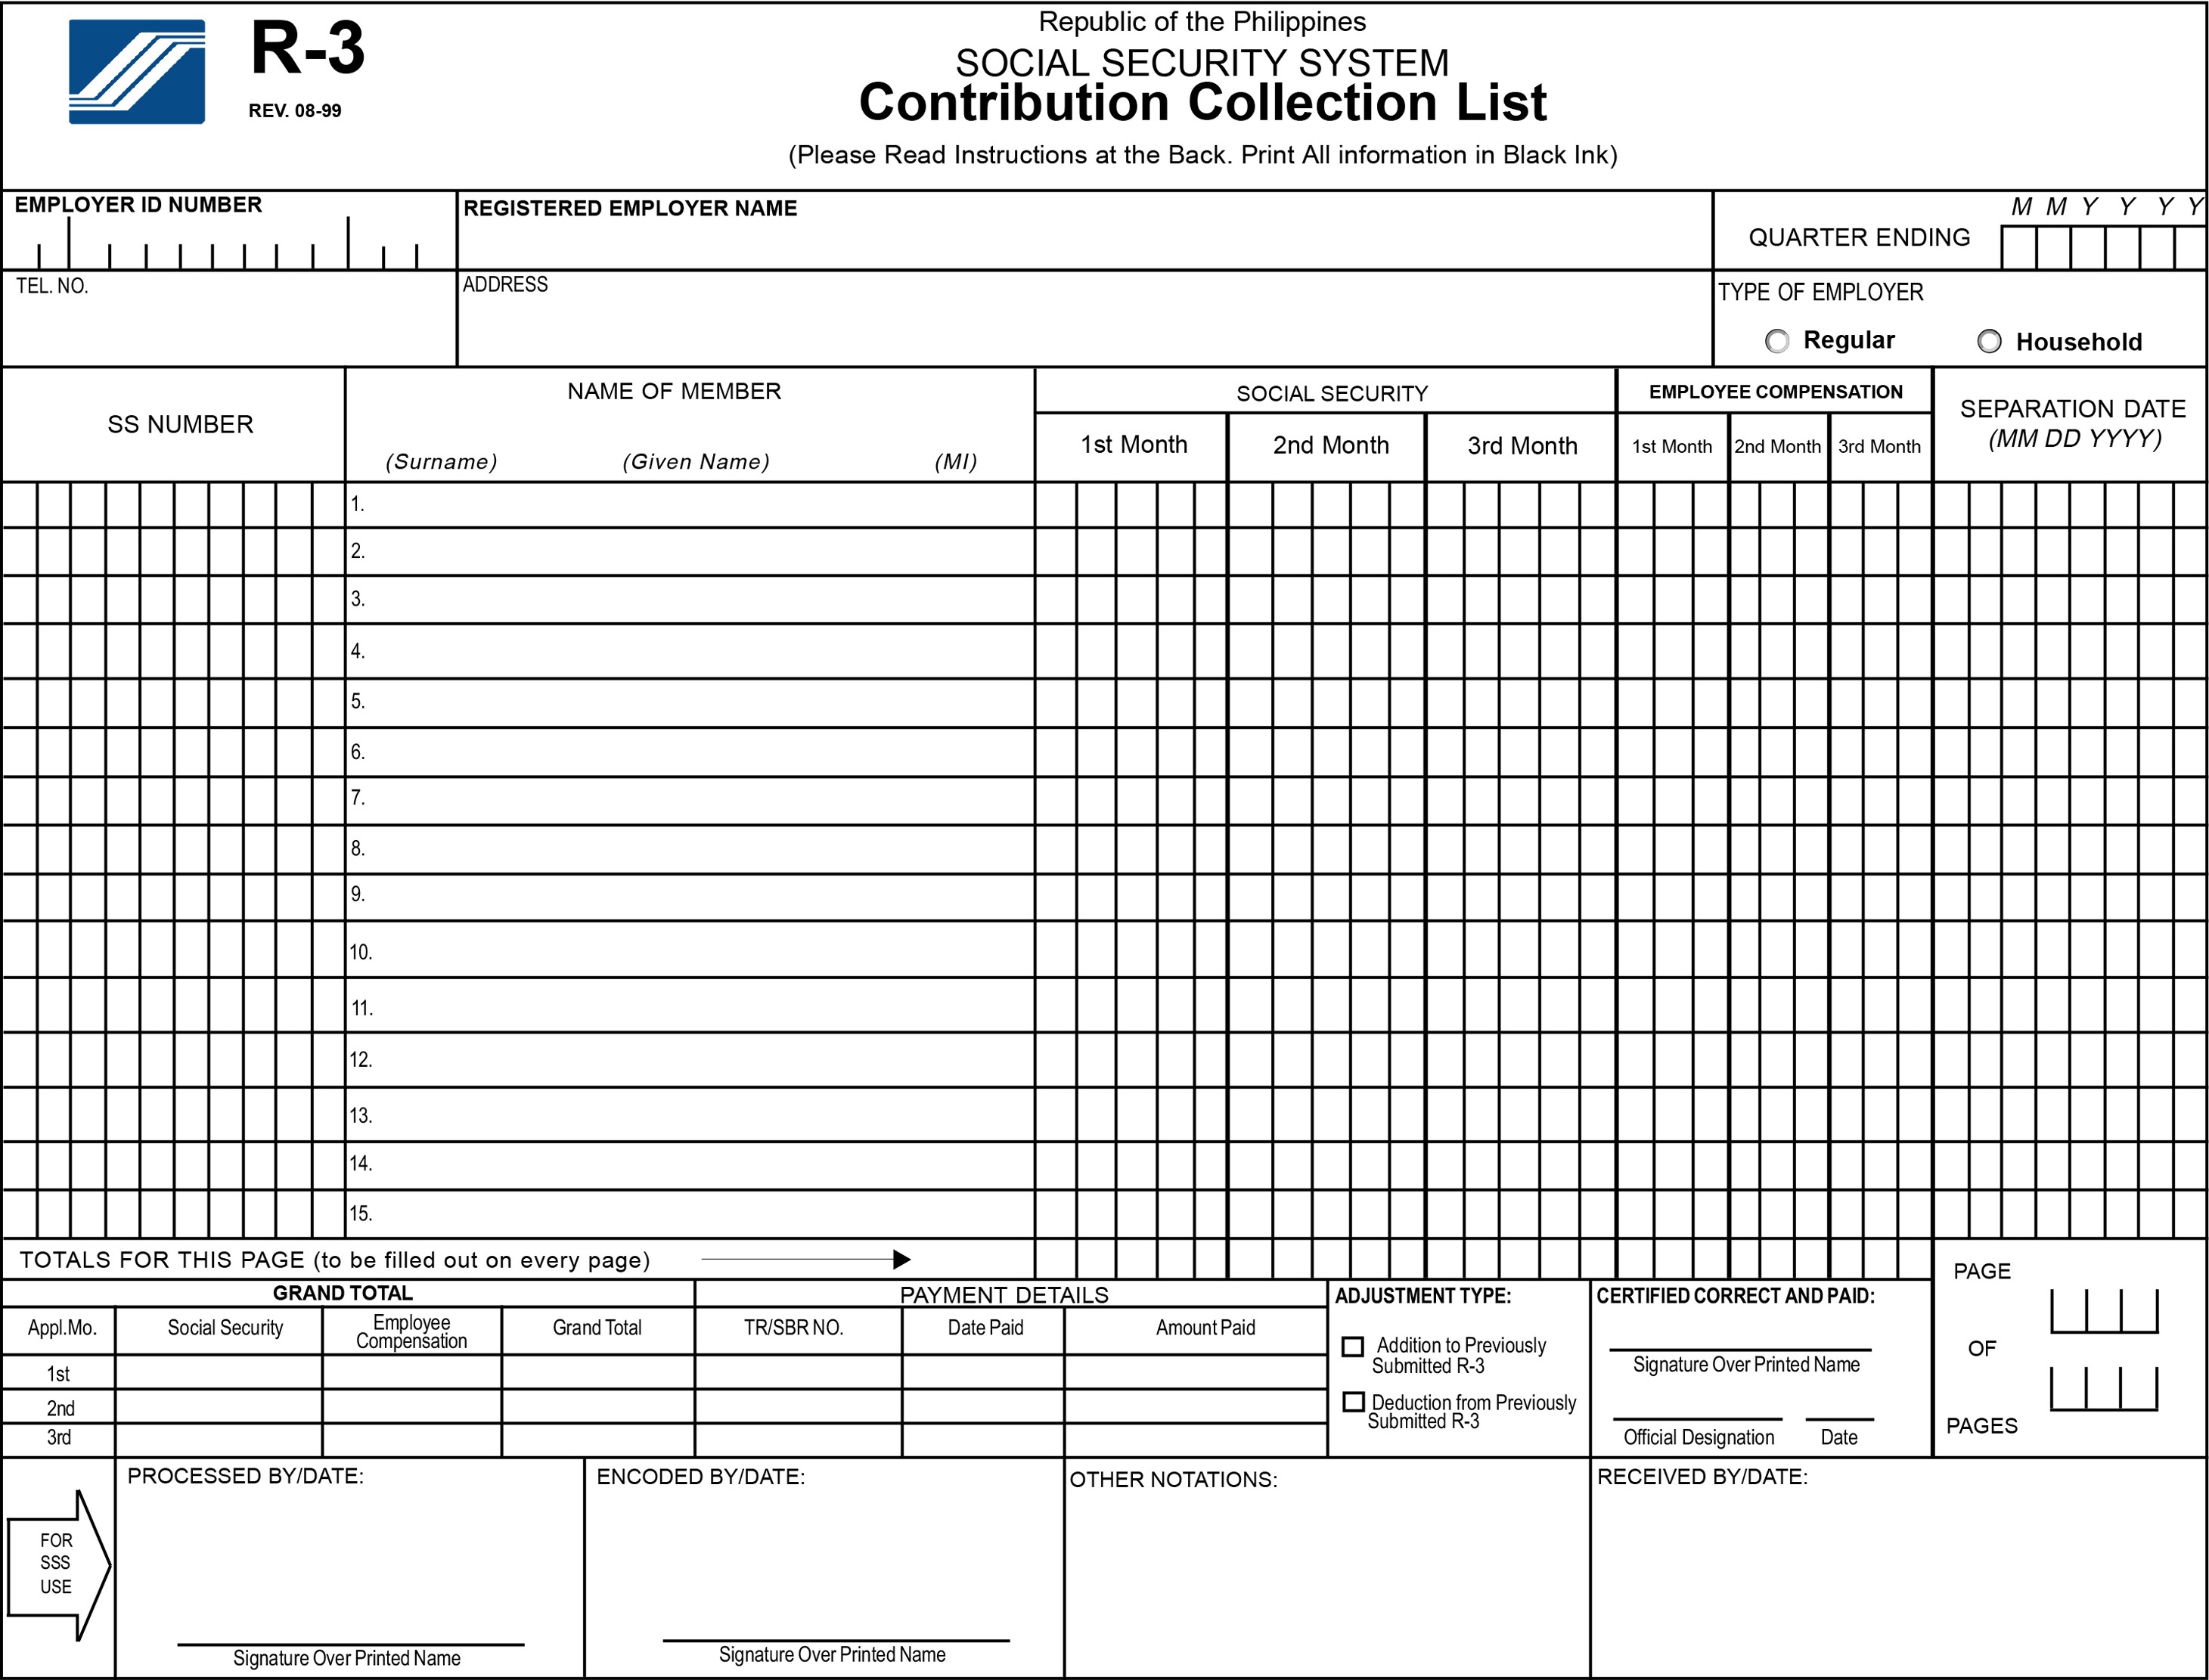 R-3
REV. 08-99
Republic of the Philippines
SOCIAL SECURITY SYSTEM
Contribution Collection List
(Please Read Instructions at the Back. Print All information in Black Ink)
EMPLOYER ID NUMBER
REGISTERED EMPLOYER NAME
QUARTER ENDING
M M Y Y Y Y
TEL. NO.
ADDRESS
TYPE OF EMPLOYER
Regular
Household
SS NUMBER
NAME OF MEMBER
(Surname) (Given Name) (MI)
SOCIAL SECURITY
1st Month 2nd Month 3rd Month
EMPLOYEE COMPENSATION
1st Month 2nd Month 3rd Month
SEPARATION DATE
(MM DD YYYY)
1.
2.
3.
4.
5.
6.
7.
8.
9.
10.
11.
12.
13.
14.
15.
TOTALS FOR THIS PAGE (to be filled out on every page)
GRAND TOTAL
Appl.Mo. Social Security Employee Compensation Grand Total
1st
2nd
3rd
PAYMENT DETAILS
TR/SBR NO. Date Paid Amount Paid
ADJUSTMENT TYPE:
Addition to Previously
Submitted R-3
Deduction from Previously
Submitted R-3
CERTIFIED CORRECT AND PAID:
Signature Over Printed Name
Official Designation Date
PAGE
OF
PAGES
FOR
SSS
USE
PROCESSED BY/DATE:
Signature Over Printed Name
ENCODED BY/DATE:
Signature Over Printed Name
OTHER NOTATIONS:
RECEIVED BY/DATE: